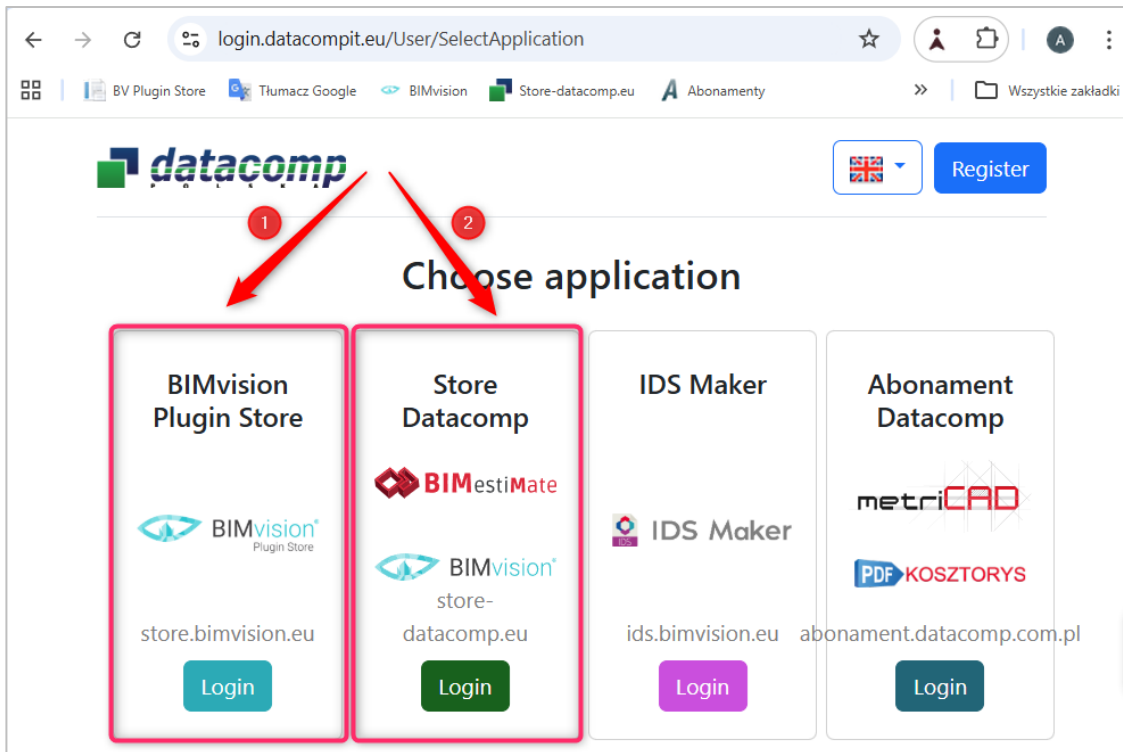 login.datacompit.eu/User/SelectApplication
A
BV Plugin Store
Tłumacz Google
BIMvision
Store-datacomp.eu
A Abonamenty
»
Wszystkie zakładki
datacomp
POLSKA
Register
1
2
Choose application
BIMvision
Plugin Store
BIMvision®
Plugin Store
store.bimvision.eu
Login
Store
Datacomp
BIMestiMate
BIMvision®
store-
datacomp.eu
Login
IDS Maker
IDS
IDS Maker
ids.bimvision.eu
Login
Abonament
Datacomp
metriCAD
PDF KOSZTORYS
abonament.datacomp.com.pl
Login